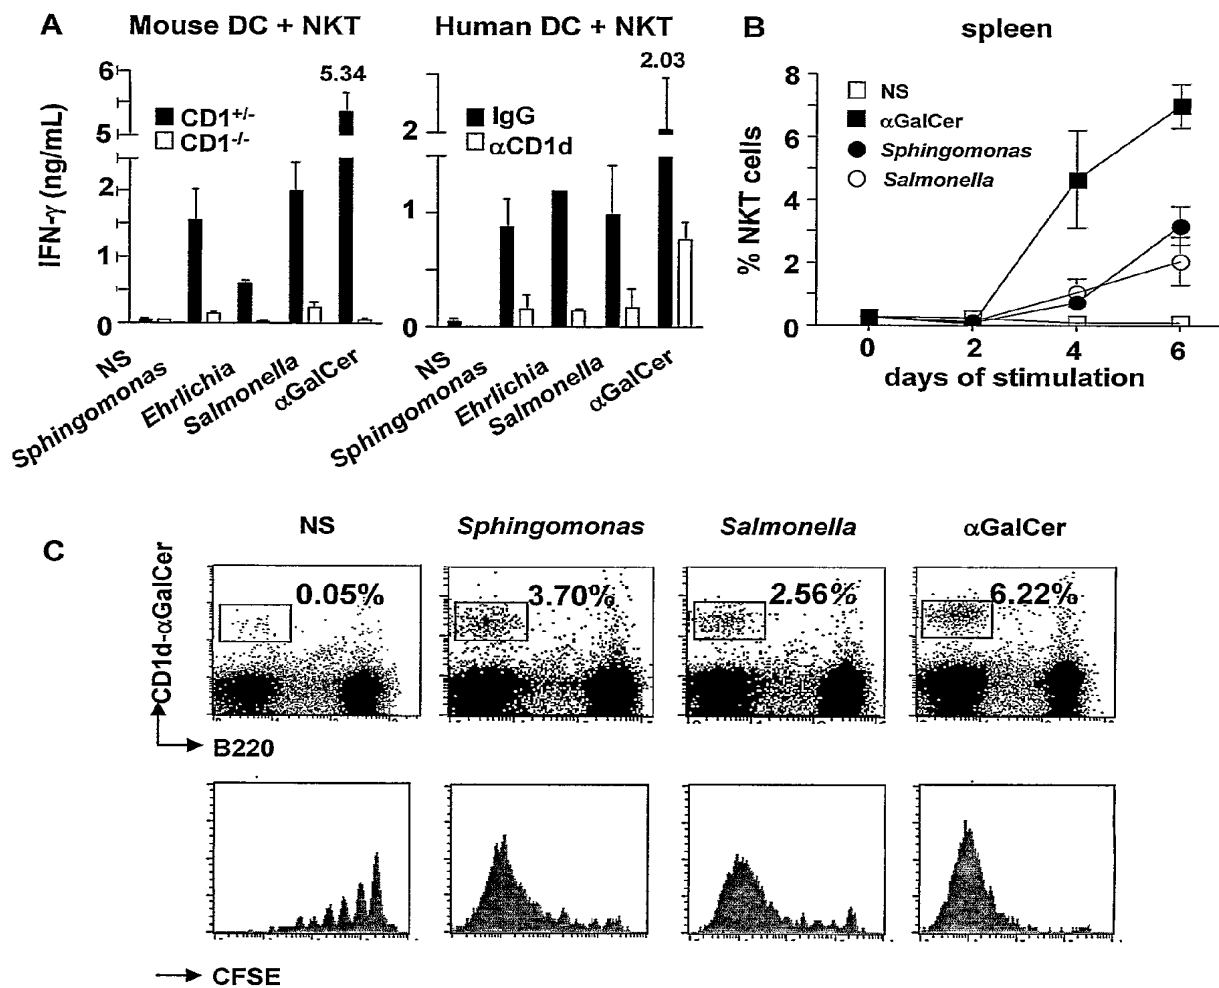 A
Mouse DC + NKT
Human DC + NKT
IFN-γ (ng/mL)
6
5
2
1
0
5.34
CD1+/-
CD1-/-
NS
Sphingomonas
Ehrlichia
Salmonella
αGalCer
2
1
0
2.03
IgG
αCD1d
NS
Sphingomonas
Ehrlichia
Salmonella
αGalCer
B
spleen
% NKT cells
8
6
4
2
0
NS
αGalCer
Sphingomonas
Salmonella
0 2 4 6
days of stimulation
C
NS
Sphingomonas
Salmonella
αGalCer
CD1d-αGalCer
0.05%
3.70%
2.56%
6.22%
B220
CFSE